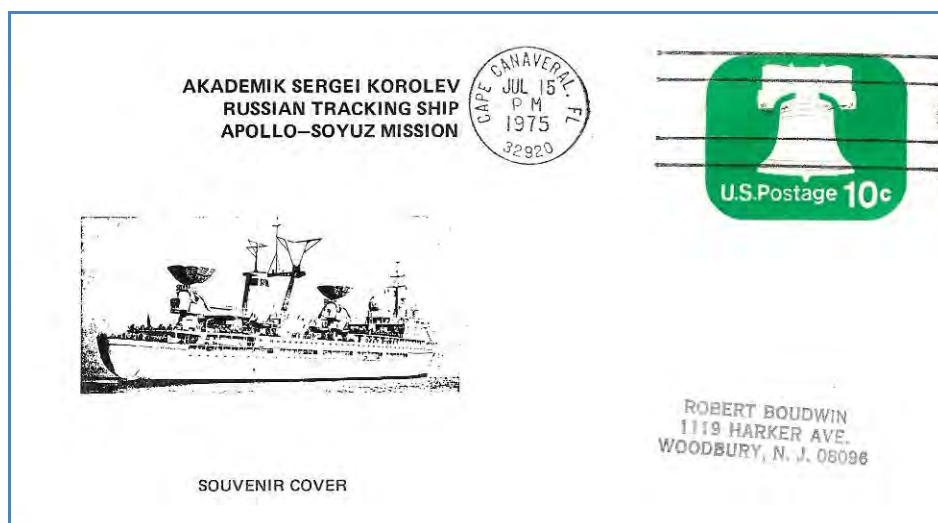 AKADEMIK SERGEI KOROLEV
RUSSIAN TRACKING SHIP
APOLLO—SOYUZ MISSION
CAPE CANAVERAL, FL
JUL 15
PM
1975
32920
U.S.Postage 10c
ROBERT BOUDWIN
1119 HARKER AVE.
WOODBURY, N. J. 08096
SOUVENIR COVER